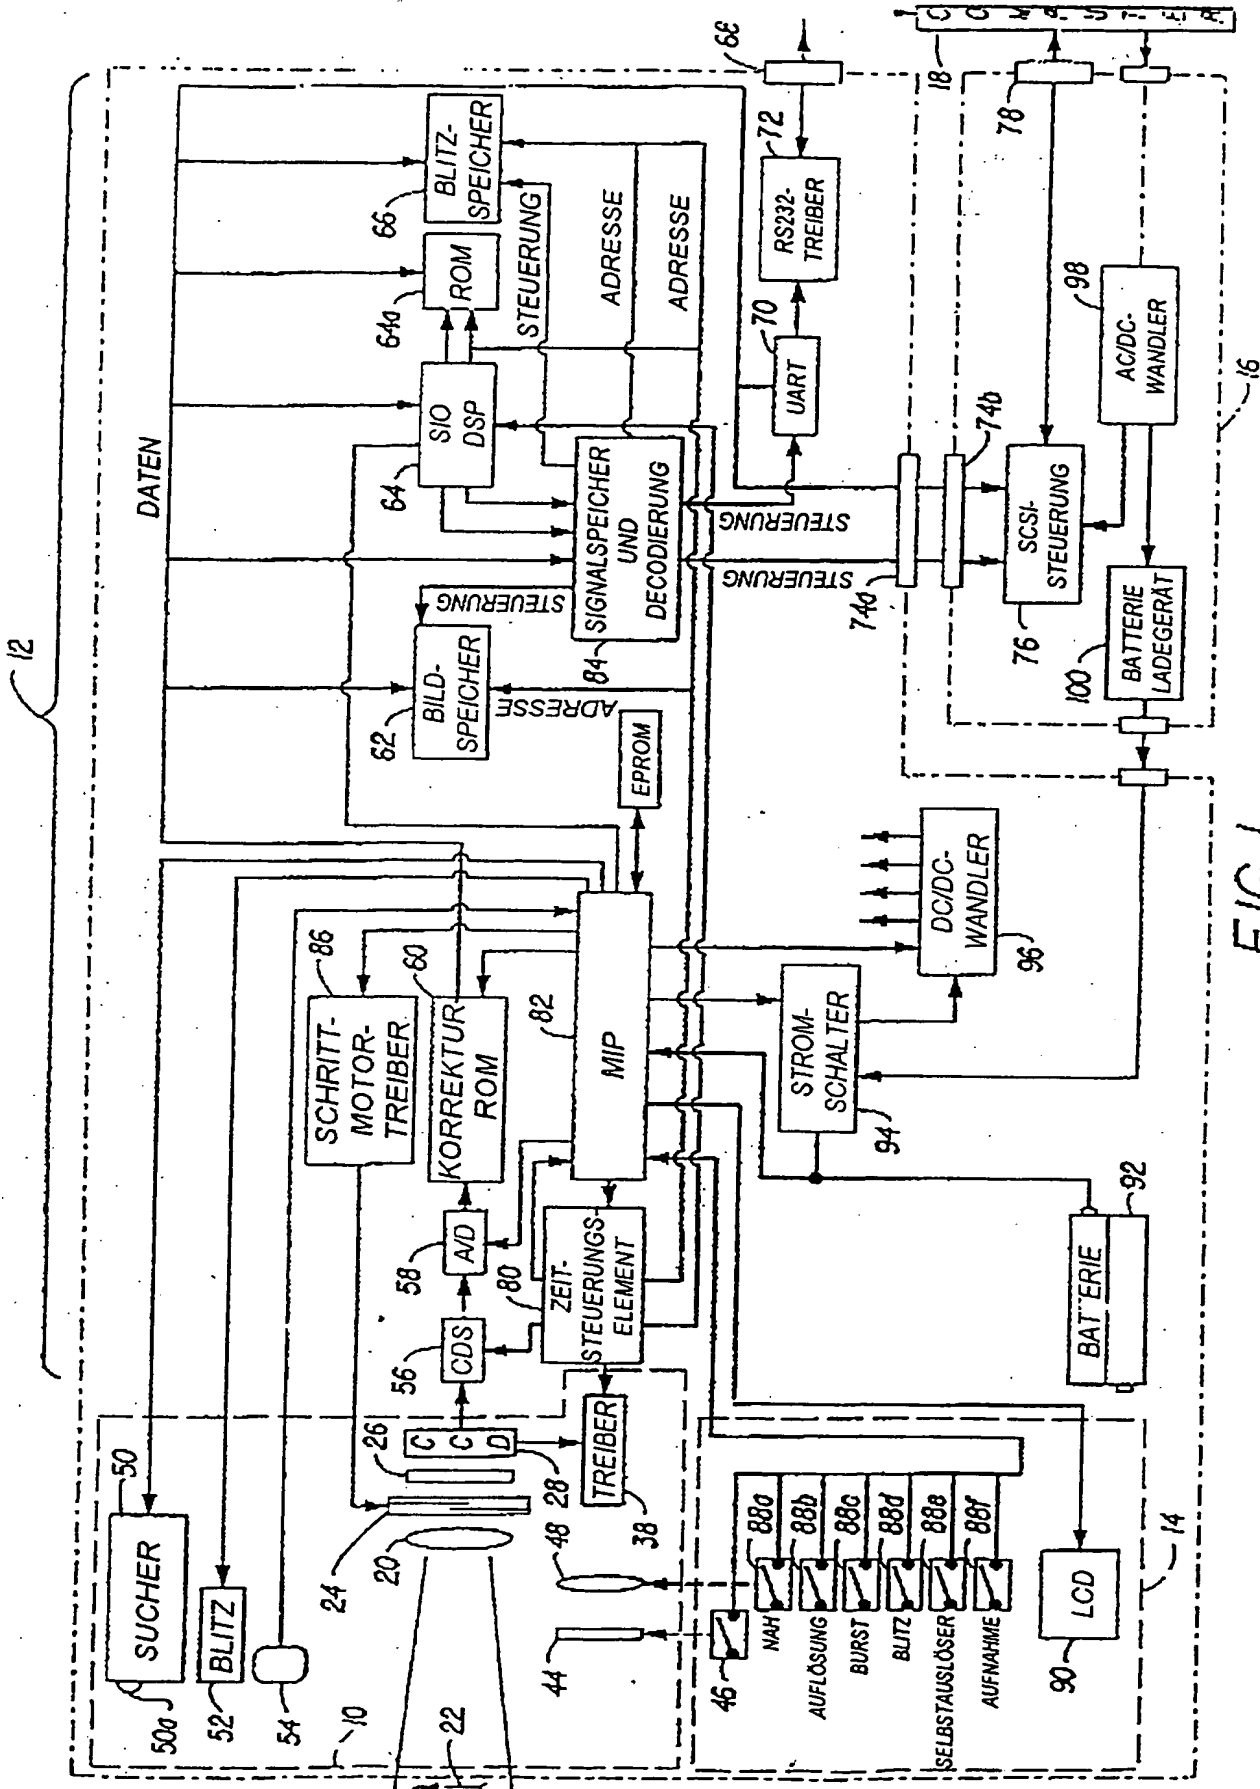 12
50
SUCHER
50a
52
BLITZ
54
10
22
24
26
20
28
C C D
38
TREIBER
44
48
46
86
SCHRITT-
MOTOR-
TREIBER
60
KORREKTUR
ROM
58
A/D
56
CDS
80
ZEIT-
STEUERUNGS-
ELEMENT
82
MIP
EPROM
DATEN
62
BILD-
SPEICHER
STEUERUNG
ADRESSE
64
SIO
DSP
64a
ROM
66
BLITZ-
SPEICHER
STEUERUNG
ADRESSE
ADRESSE
84
SIGNALSPEICHER
UND
DECODIERUNG
STEUERUNG
STEUERUNG
70
UART
72
RS232-
TREIBER
68
74a
74b
76
SCSI-
STEUERUNG
78
18
COMPUTER
98
AC/DC-
WANDLER
100
BATTERIE
LADEGERÄT
16
88a
NAH
88b
AUFLÖSUNG
88c
BURST
88d
BLITZ
88e
SELBSTAUSLÖSER
88f
AUFNAHME
90
LCD
14
BATTERIE
92
STROM-
SCHALTER
94
DC/DC-
WANDLER
96
FIG. 1